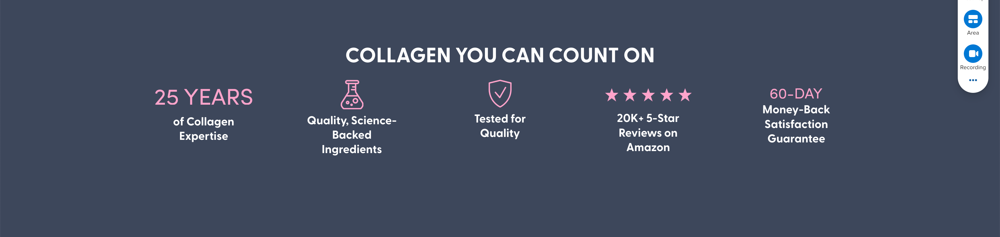 COLLAGEN YOU CAN COUNT ON
25 YEARS
of Collagen
Expertise
Quality, Science-
Backed
Ingredients
Tested for
Quality
20K+ 5-Star
Reviews on
Amazon
60-DAY
Money-Back
Satisfaction
Guarantee
Area
Recording